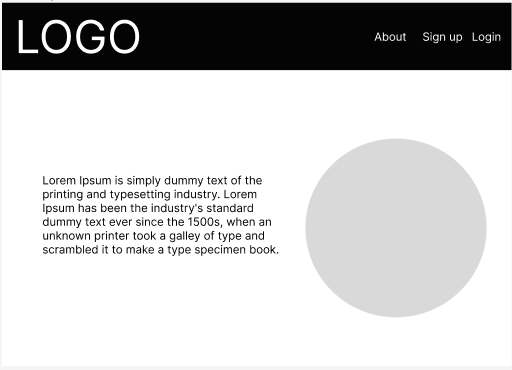 LOGO
About Sign up Login
Lorem Ipsum is simply dummy text of the
printing and typesetting industry. Lorem
Ipsum has been the industry's standard
dummy text ever since the 1500s, when an
unknown printer took a galley of type and
scrambled it to make a type specimen book.